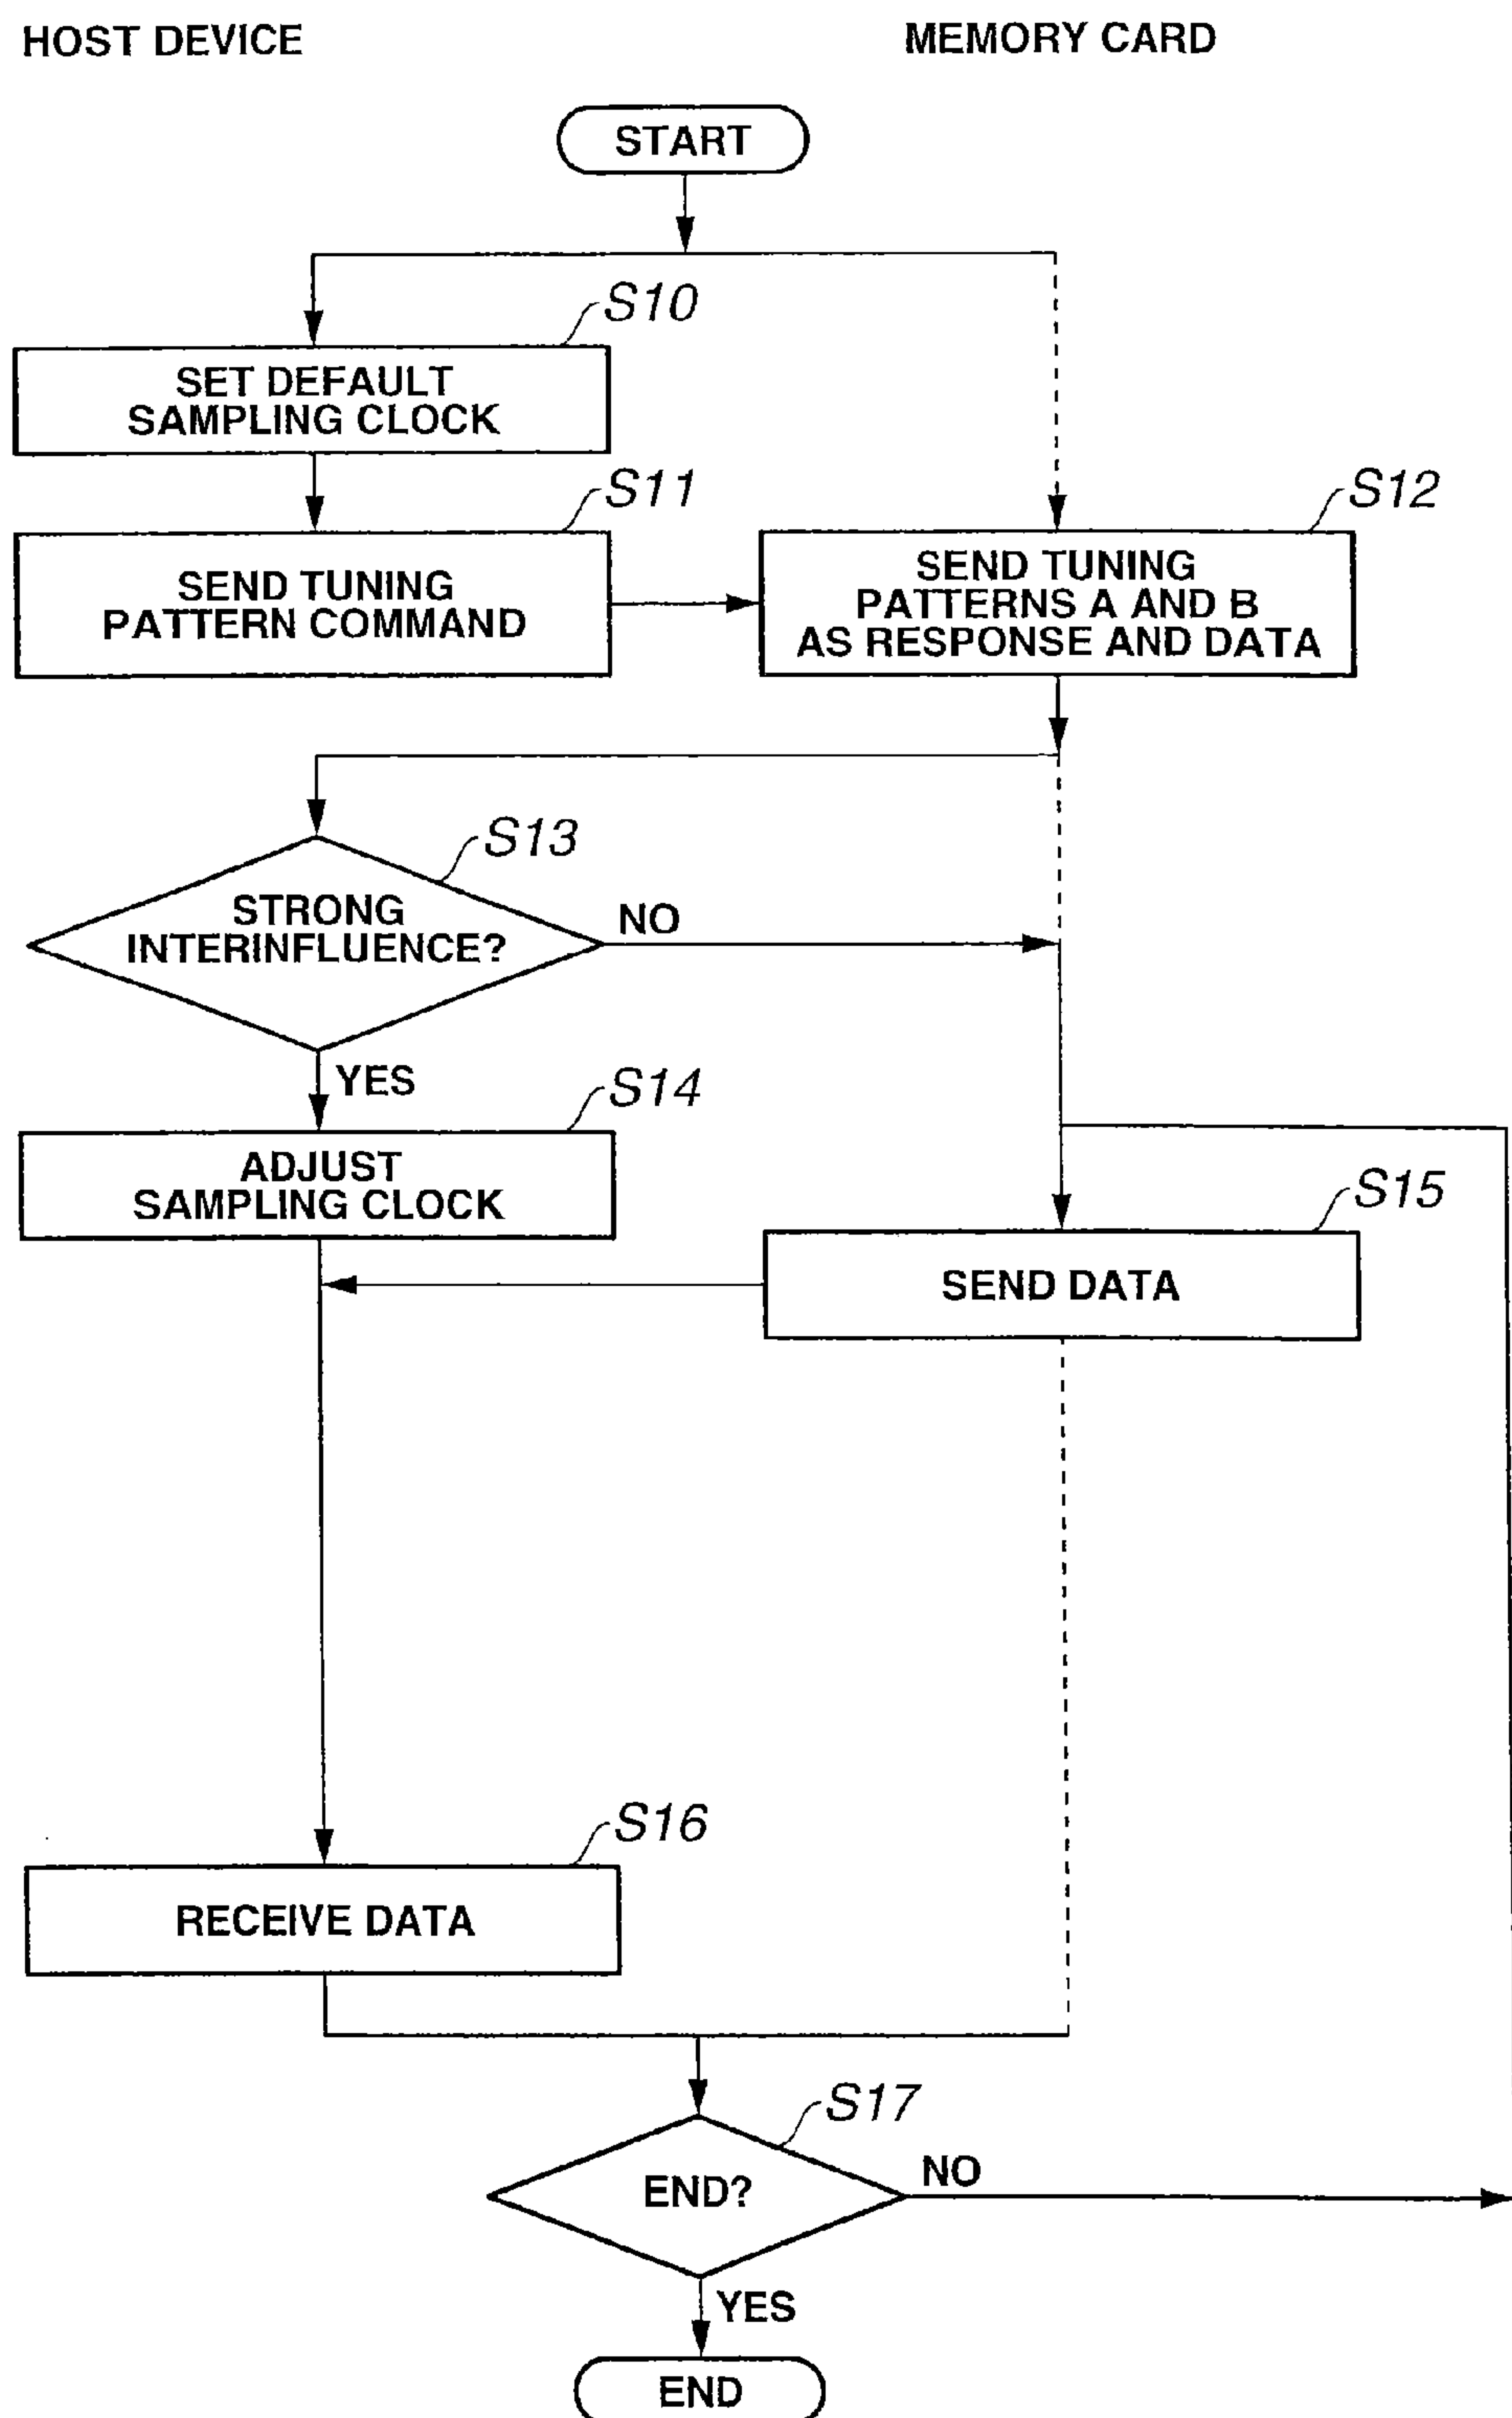 HOST DEVICE
MEMORY CARD
START
S10
SET DEFAULT
SAMPLING CLOCK
S11
SEND TUNING
PATTERN COMMAND
S12
SEND TUNING
PATTERNS A AND B
AS RESPONSE AND DATA
S13
STRONG
INTERINFLUENCE?
NO
YES
S14
ADJUST
SAMPLING CLOCK
S15
SEND DATA
S16
RECEIVE DATA
S17
END?
NO
YES
END